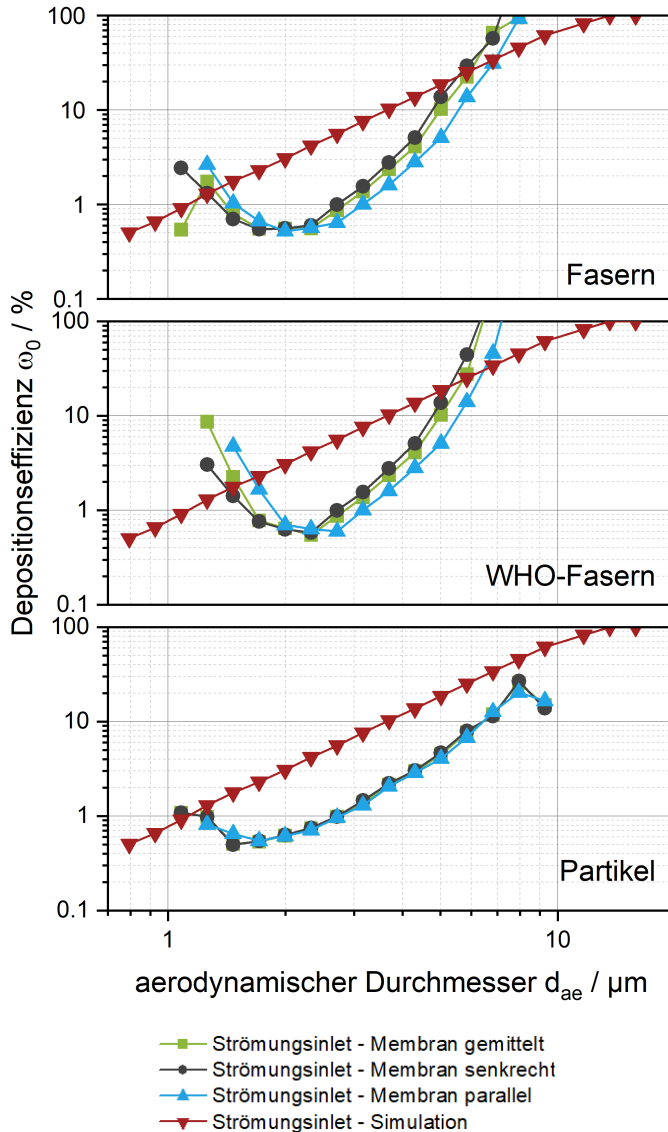 100
10
1
0.1
Fasern
100
10
1
0.1
WHO-Fasern
100
10
1
0.1
Partikel
Depositionseffizienz ω₀ / %
1
10
aerodynamischer Durchmesser dₐₑ / µm
Strömungsinlet - Membran gemittelt
Strömungsinlet - Membran senkrecht
Strömungsinlet - Membran parallel
Strömungsinlet - Simulation